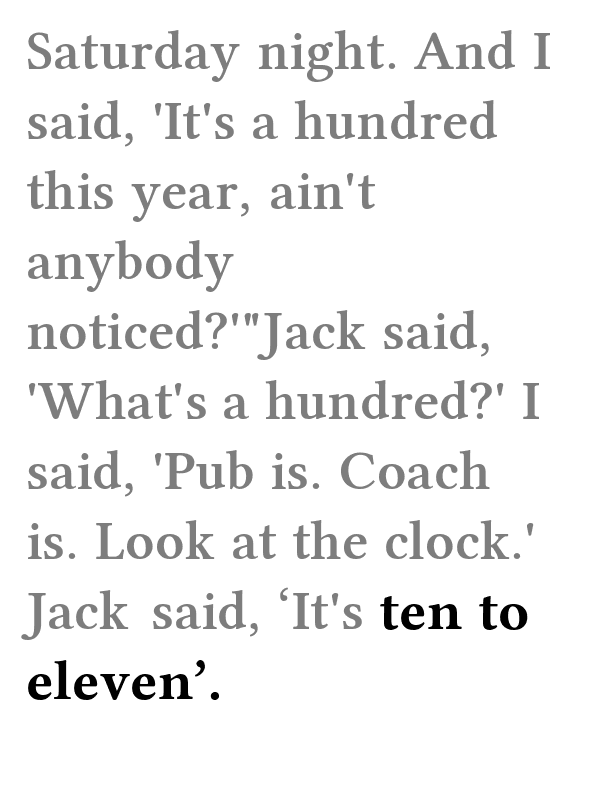 Saturday night. And I
said, 'It's a hundred
this year, ain't
anybody
noticed?'"Jack said,
'What's a hundred?' I
said, 'Pub is. Coach
is. Look at the clock.'
Jack said, ‘It's ten to
eleven’.